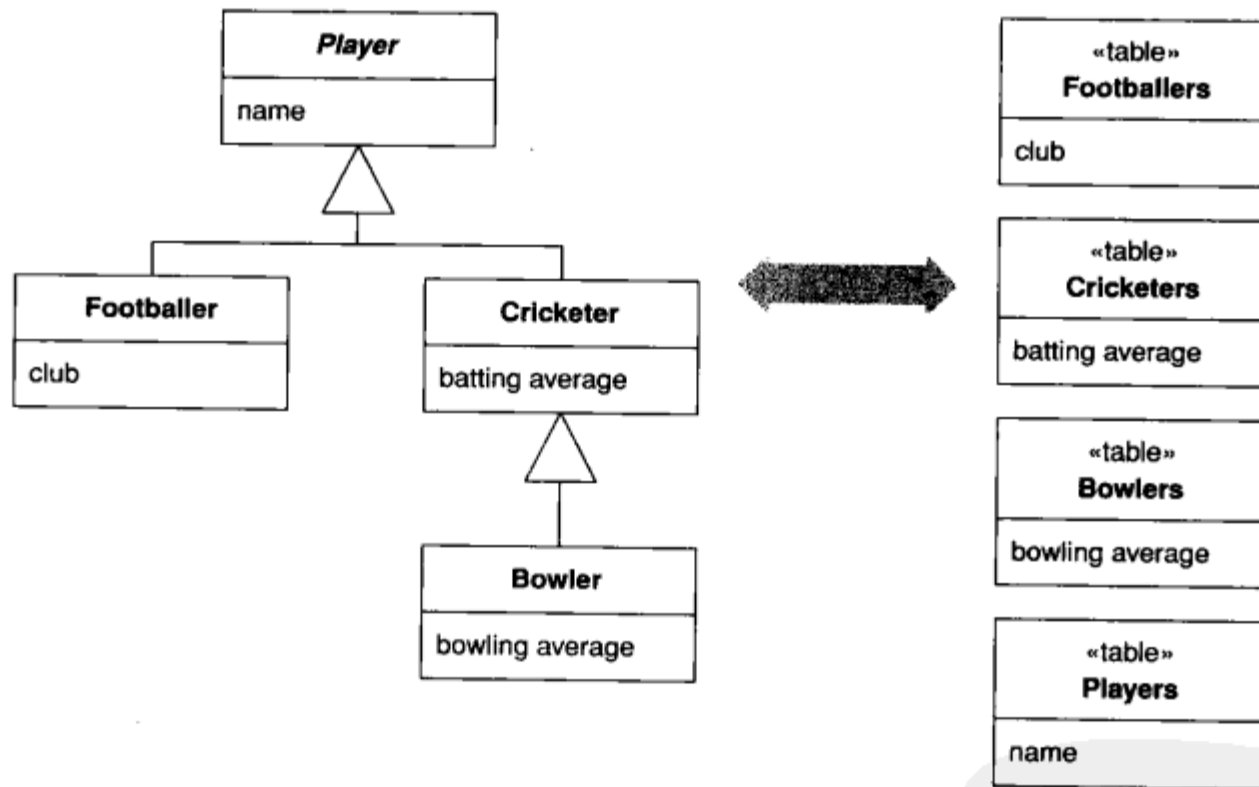 Player
name
Footballer
club
Cricketer
batting average
Bowler
bowling average
«table»
Footballers
club
«table»
Cricketers
batting average
«table»
Bowlers
bowling average
«table»
Players
name